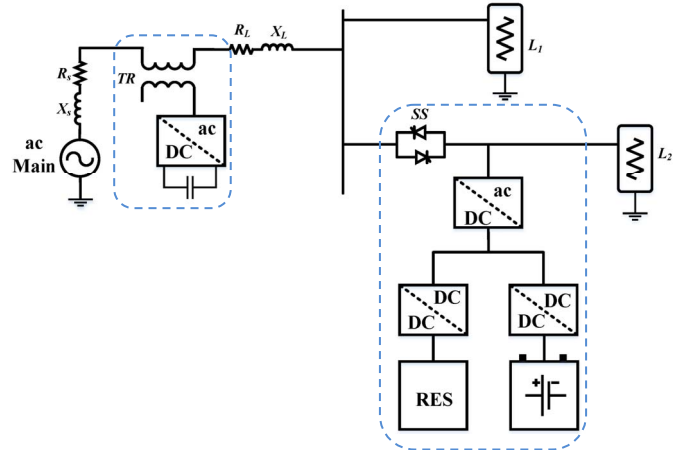 R_L
X_L
L_1
R_s
TR
X_s
ac
DC
ac
Main
SS
L_2
ac
DC
DC
DC
DC
DC
RES
+ -